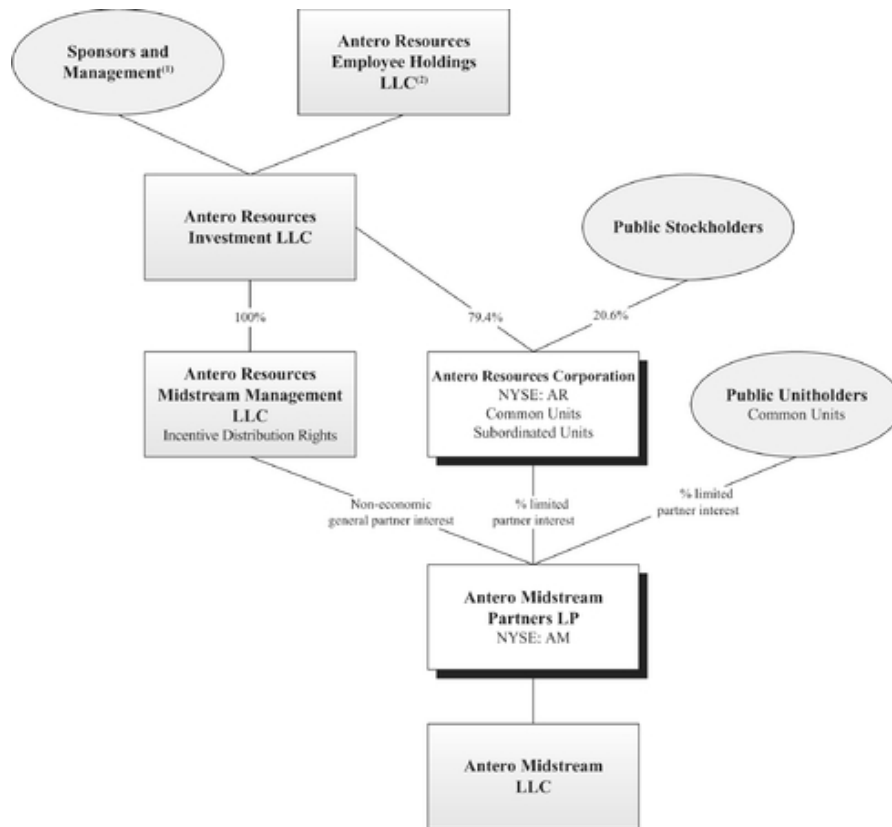 Sponsors and
Management(1)
Antero Resources
Employee Holdings
LLC(2)
Antero Resources
Investment LLC
Public Stockholders
100%
79.4%
20.6%
Antero Resources
Midstream Management
LLC
Incentive Distribution Rights
Antero Resources Corporation
NYSE: AR
Common Units
Subordinated Units
Public Unitholders
Common Units
Non-economic
general partner interest
% limited
partner interest
% limited
partner interest
Antero Midstream
Partners LP
NYSE: AM
Antero Midstream
LLC